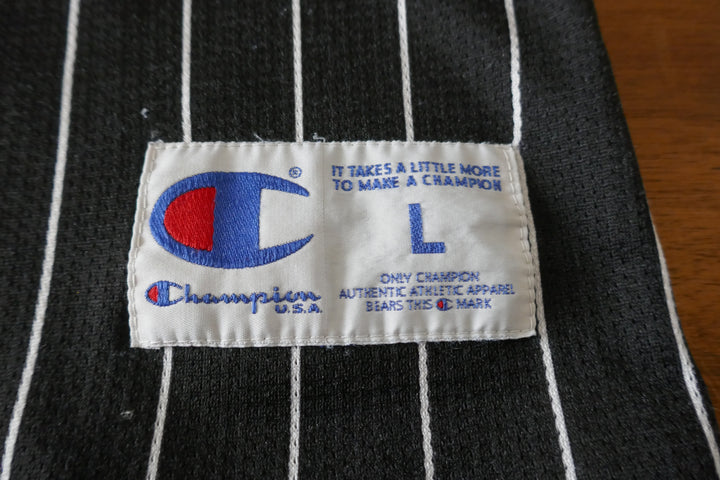 ®
Champion
U.S.A
IT TAKES A LITTLE MORE
TO MAKE A CHAMPION
L
ONLY CHAMPION
AUTHENTIC ATHLETIC APPAREL
BEARS THIS C MARK